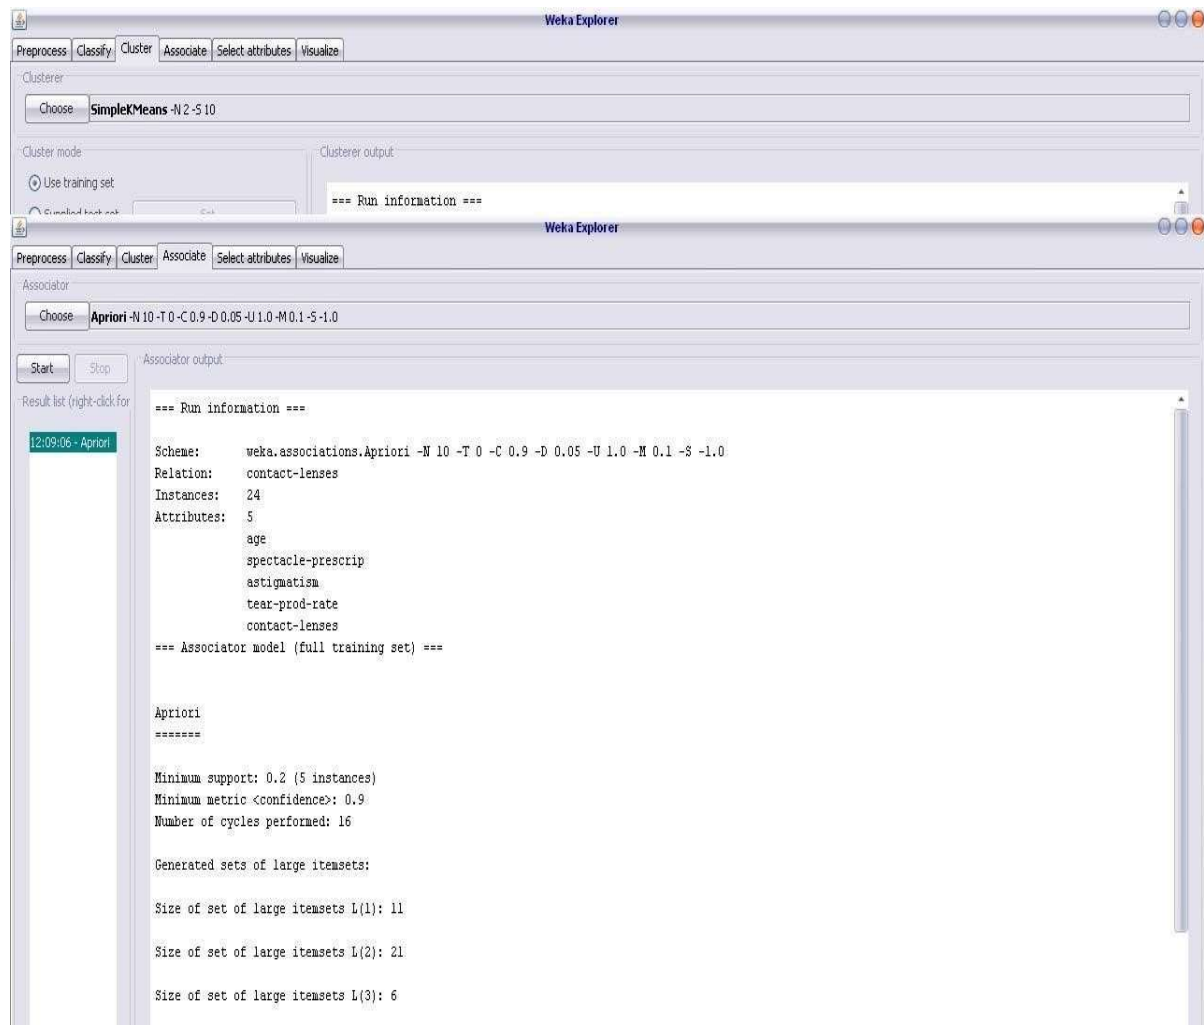 Weka Explorer
Preprocess Classify Cluster Associate Select attributes Visualize
Clusterer
Choose SimpleKMeans -N 2 -S 10
Cluster mode
Clusterer output
Use training set
=== Run information ===
Supplied test set
Set
Weka Explorer
Preprocess Classify Cluster Associate Select attributes Visualize
Associator
Choose Apriori -N 10 -T 0 -C 0.9 -D 0.05 -U 1.0 -M 0.1 -S -1.0
Start Stop
Associator output
Result list (right-click for
12:09:06 - Apriori
=== Run information ===
Scheme: weka.associations.Apriori -N 10 -T 0 -C 0.9 -D 0.05 -U 1.0 -M 0.1 -S -1.0
Relation: contact-lenses
Instances: 24
Attributes: 5
age
spectacle-prescrip
astigmatism
tear-prod-rate
contact-lenses
=== Associator model (full training set) ===
Apriori
=======
Minimum support: 0.2 (5 instances)
Minimum metric <confidence>: 0.9
Number of cycles performed: 16
Generated sets of large itemsets:
Size of set of large itemsets L(1): 11
Size of set of large itemsets L(2): 21
Size of set of large itemsets L(3): 6